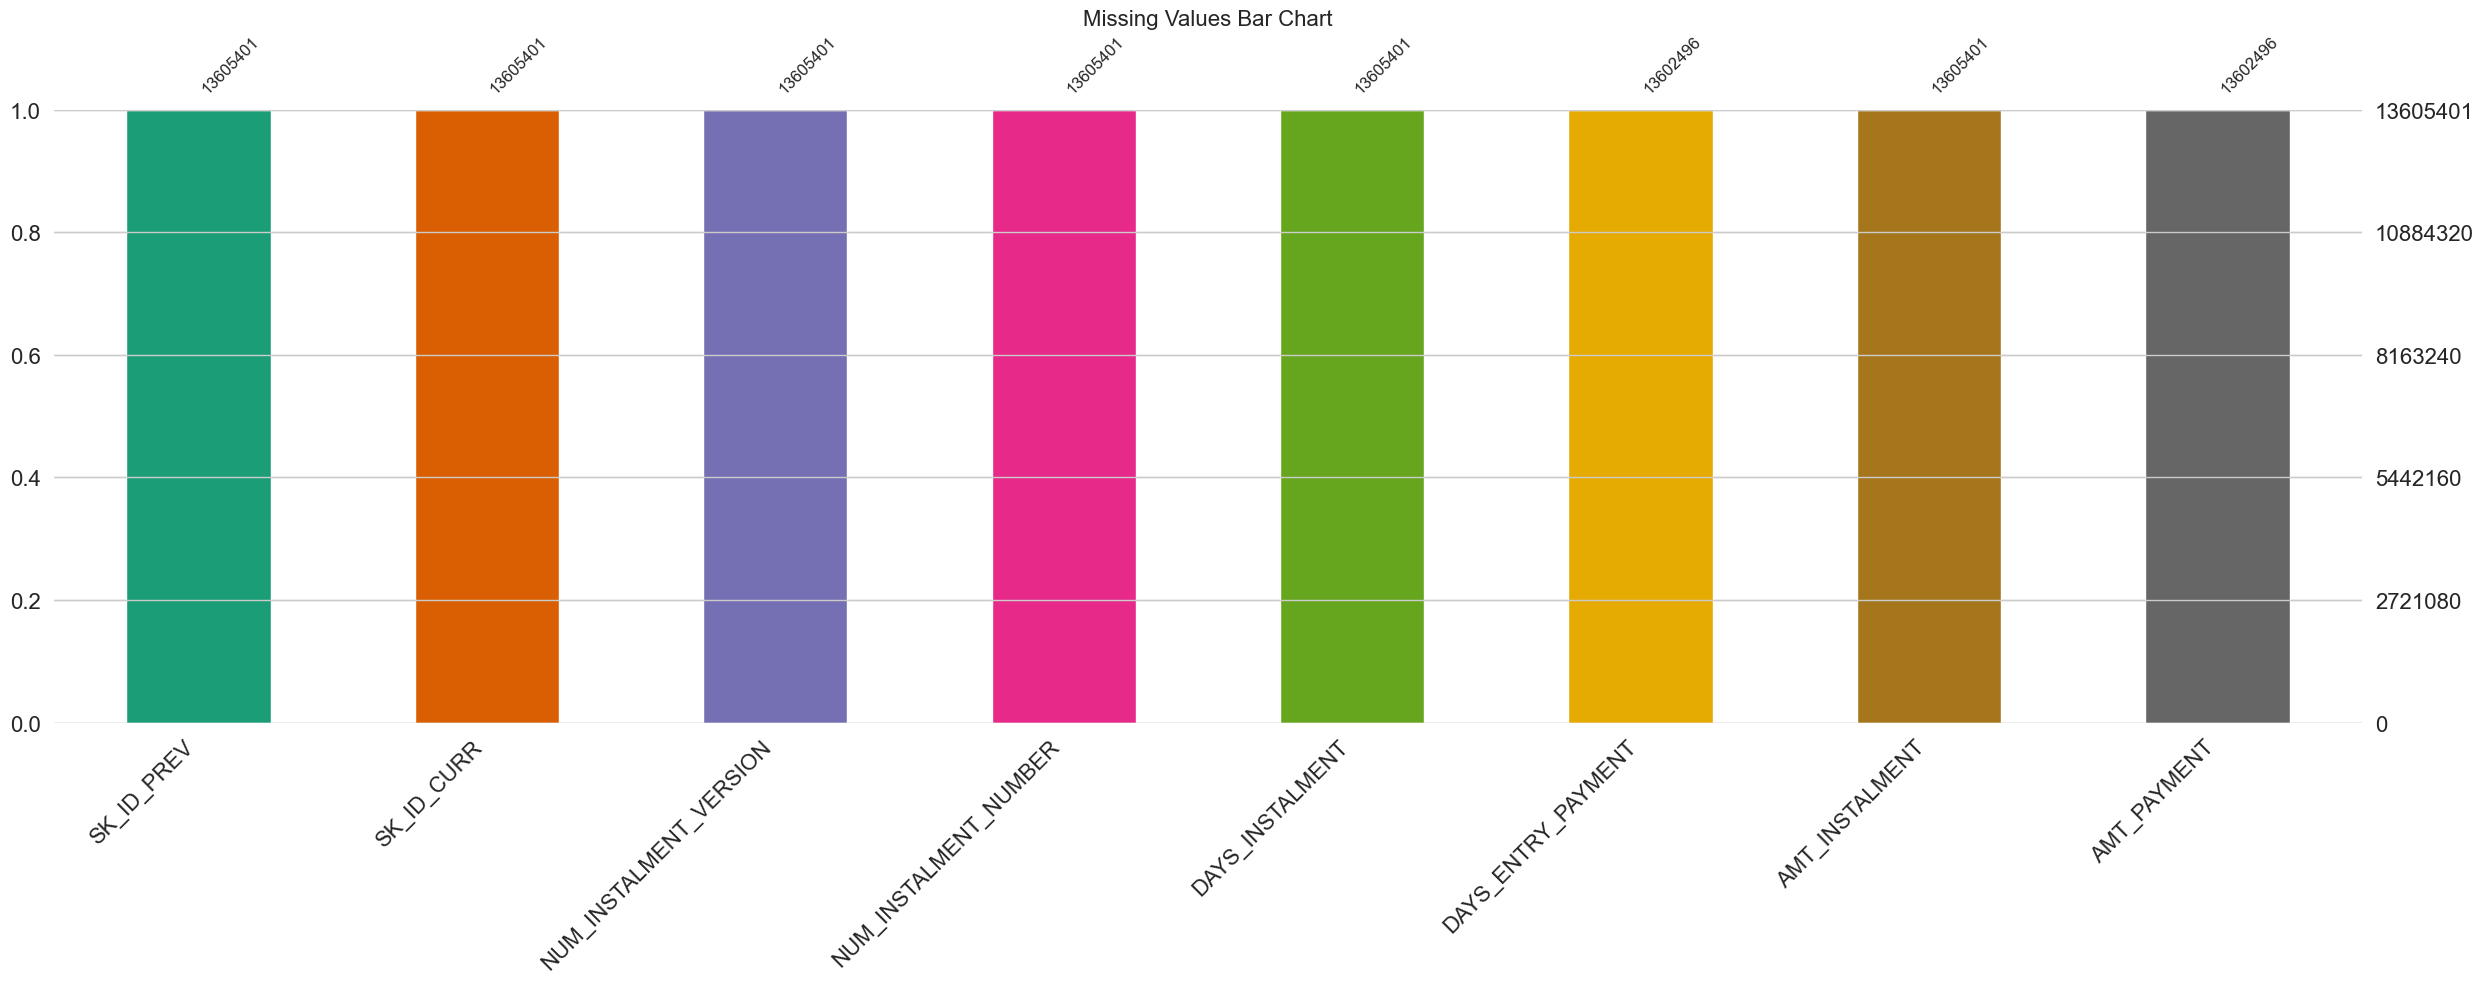 Missing Values Bar Chart
13605401 13605401 13605401 13605401 13605401 13602496 13605401 13602496
1.0 13605401
0.8 10884320
0.6 8163240
0.4 5442160
0.2 2721080
0.0 0
SK_ID_PREV
SK_ID_CURR
NUM_INSTALMENT_VERSION
NUM_INSTALMENT_NUMBER
DAYS_INSTALMENT
DAYS_ENTRY_PAYMENT
AMT_INSTALMENT
AMT_PAYMENT